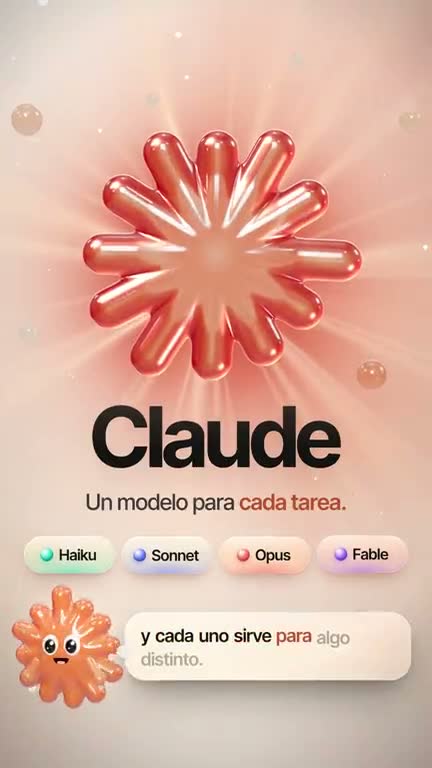 Claude
Un modelo para cada tarea.
Haiku
Sonnet
Opus
Fable
y cada uno sirve para algo
distinto.